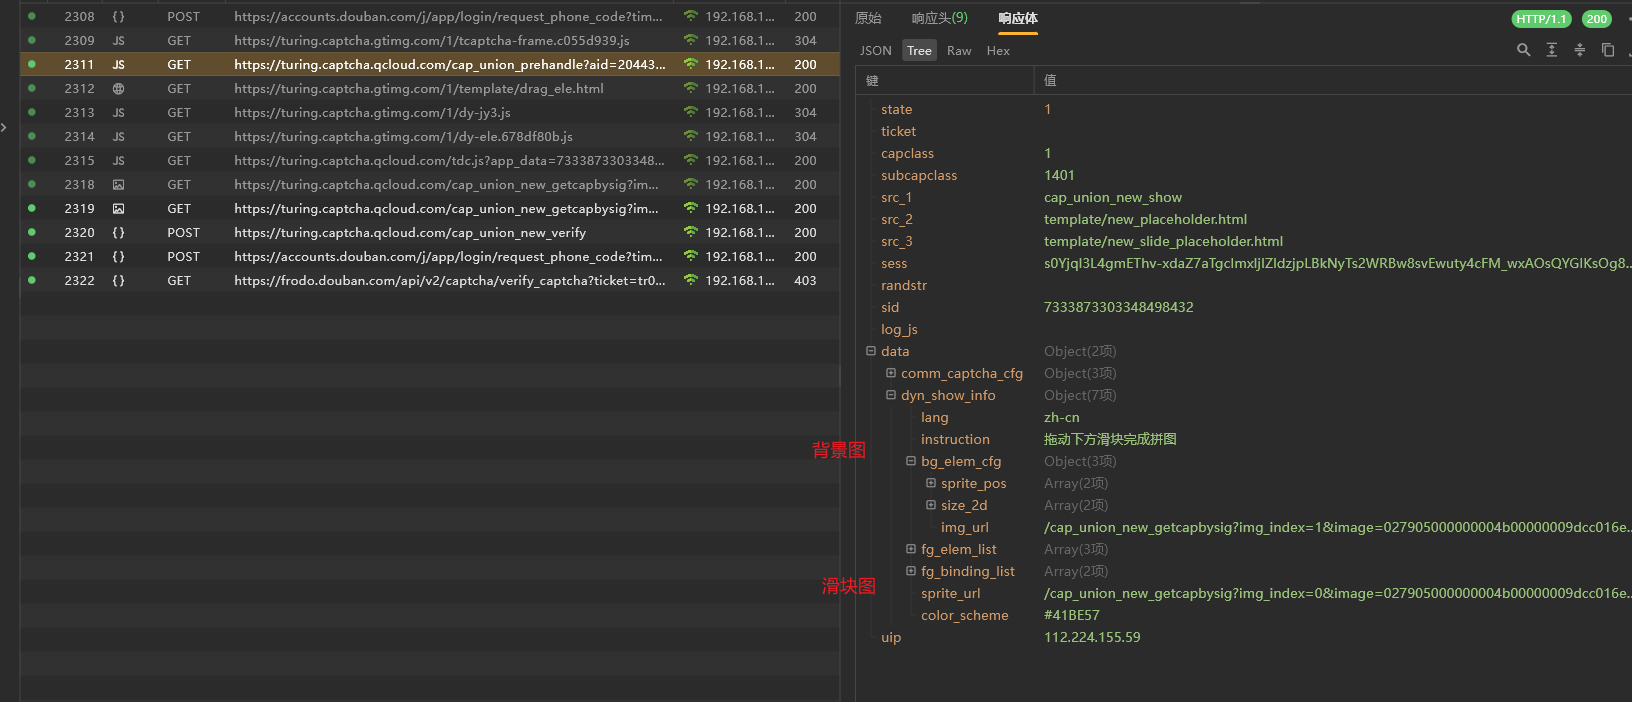 2308 {} POST https://accounts.douban.com/j/app/login/request_phone_code?tim... 192.168.1... 200
2309 JS GET https://turing.captcha.gtimg.com/1/tcaptcha-frame.c055d939.js 192.168.1... 304
2311 JS GET https://turing.captcha.qcloud.com/cap_union_prehandle?aid=20443... 192.168.1... 200
2312 GET https://turing.captcha.gtimg.com/1/template/drag_ele.html 192.168.1... 200
2313 JS GET https://turing.captcha.gtimg.com/1/dy-jy3.js 192.168.1... 304
2314 JS GET https://turing.captcha.gtimg.com/1/dy-ele.678df80b.js 192.168.1... 304
2315 JS GET https://turing.captcha.qcloud.com/tdc.js?app_data=7333873303348... 192.168.1... 200
2318 GET https://turing.captcha.qcloud.com/cap_union_new_getcapbysig?im... 192.168.1... 200
2319 GET https://turing.captcha.qcloud.com/cap_union_new_getcapbysig?im... 192.168.1... 200
2320 {} POST https://turing.captcha.qcloud.com/cap_union_new_verify 192.168.1... 200
2321 {} POST https://accounts.douban.com/j/app/login/request_phone_code?tim... 192.168.1... 200
2322 {} GET https://frodo.douban.com/api/v2/captcha/verify_captcha?ticket=tr0... 192.168.1... 403
原始 响应头(9) 响应体 HTTP/1.1 200
JSON Tree Raw Hex
键 值
state 1
ticket
capclass 1
subcapclass 1401
src_1 cap_union_new_show
src_2 template/new_placeholder.html
src_3 template/new_slide_placeholder.html
sess
randstr
sid 7333873303348498432
log_js
data Object(2项)
comm_captcha_cfg Object(3项)
dyn_show_info Object(7项)
lang zh-cn
instruction 拖动下方滑块完成拼图
背景图
bg_elem_cfg Object(3项)
sprite_pos Array(2项)
size_2d Array(2项)
img_url /cap_union_new_getcapbysig?img_index=1&image=027905000000004b00000009dcc016e...
fg_elem_list Array(3项)
fg_binding_list Array(2项)
滑块图
sprite_url /cap_union_new_getcapbysig?img_index=0&image=027905000000004b00000009dcc016e...
color_scheme #41BE57
uip 112.224.155.59